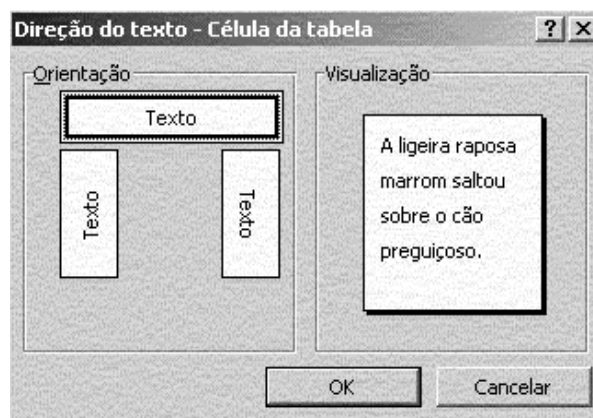 Direção do texto - Célula da tabela
? ×
Orientação
Texto
Texto
Texto
Visualização
A ligeira raposa
marrom saltou
sobre o cão
preguiçoso.
OK
Cancelar